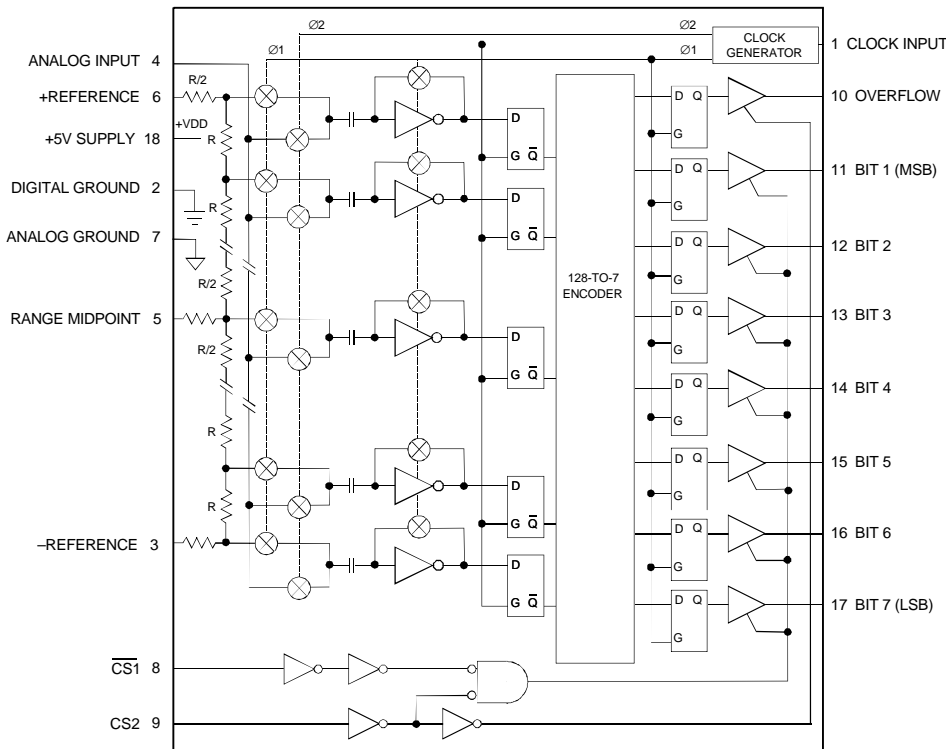 Ø2
Ø2
CLOCK
GENERATOR
1 CLOCK INPUT
Ø1
Ø1
ANALOG INPUT 4
R/2
+REFERENCE 6
D Q
G
10 OVERFLOW
+VDD
+5V SUPPLY 18
R
D
G Q̅
D Q
G
11 BIT 1 (MSB)
DIGITAL GROUND 2
R
D
G Q̅
ANALOG GROUND 7
D Q
G
12 BIT 2
R/2
128-TO-7
ENCODER
RANGE MIDPOINT 5
D Q
G
13 BIT 3
R/2
D
G Q̅
D Q
G
14 BIT 4
R
D Q
G
15 BIT 5
R
D
G Q̅
D Q
G
16 BIT 6
–REFERENCE 3
D
G Q̅
D Q
G
17 BIT 7 (LSB)
C̅S̅1̅ 8
CS2 9